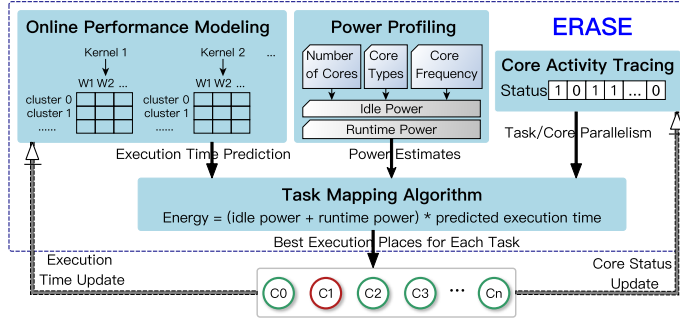 Online Performance Modeling
Kernel 1
Kernel 2
...
W1 W2 ...
W1 W2 ...
cluster 0
cluster 1
......
cluster 0
cluster 1
......
Power Profiling
Number of Cores
Core Types
Core Frequency
Idle Power
Runtime Power
ERASE
Core Activity Tracing
Status 1 0 1 1 ... 0
Execution Time Prediction
Power Estimates
Task/Core Parallelism
Task Mapping Algorithm
Energy = (idle power + runtime power) * predicted execution time
Best Execution Places for Each Task
Execution
Time Update
Core Status
Update
C0 C1 C2 C3 ... Cn